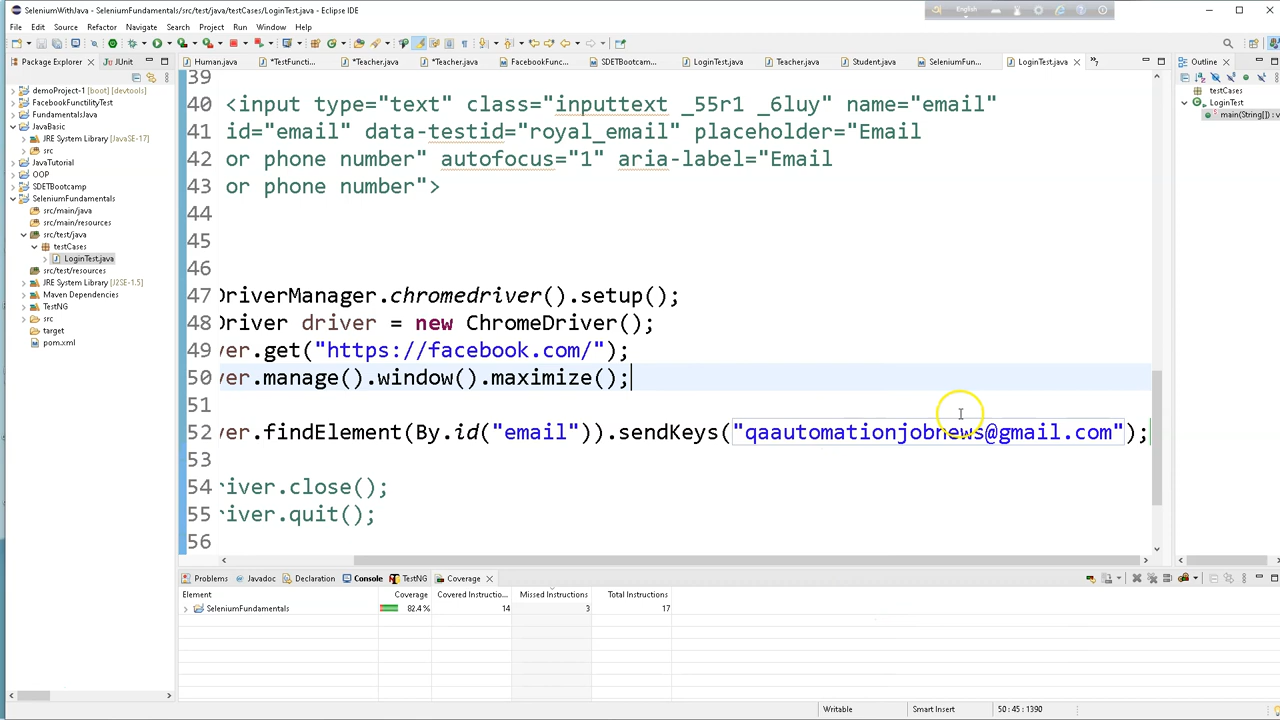 SeleniumWithJava - SeleniumFundamentals/src/test/java/testCases/LoginTest.java - Eclipse IDE
English
File Edit Source Refactor Navigate Search Project Run Window Help
Package Explorer JUnit
Human.java *TestFuncti... *Teacher.java *Teacher.java FacebookFunc... SDETBootcam... LoginTest.java Teacher.java Student.java SeleniumFun... LoginTest.java
Outline
demoProject-1 [boot] [devtools]
FacebookFunctilityTest
FundamentalsJava
JavaBasic
JRE System Library [JavaSE-17]
src
JavaTutorial
OOP
SDETBootcamp
SeleniumFundamentals
src/main/java
src/main/resources
src/test/java
testCases
LoginTest.java
src/test/resources
JRE System Library [J2SE-1.5]
Maven Dependencies
TestNG
src
target
pom.xml
39
40 <input type="text" class="inputtext _55r1 _6luy" name="email"
41 id="email" data-testid="royal_email" placeholder="Email
42 or phone number" autofocus="1" aria-label="Email
43 or phone number">
44
45
46
47 DriverManager.chromedriver().setup();
48 Driver driver = new ChromeDriver();
49 ver.get("https://facebook.com/");
50 ver.manage().window().maximize();
51
52 ver.findElement(By.id("email")).sendKeys("qaautomationjobnews@gmail.com");
53
54 river.close();
55 river.quit();
56
testCases
LoginTest
main(String[]) : v
Problems Javadoc Declaration Console TestNG Coverage
Element Coverage Covered Instructio... Missed Instructions Total Instructions
SeleniumFundamentals 82.4 % 14 3 17
Writable Smart Insert 50 : 45 : 1390